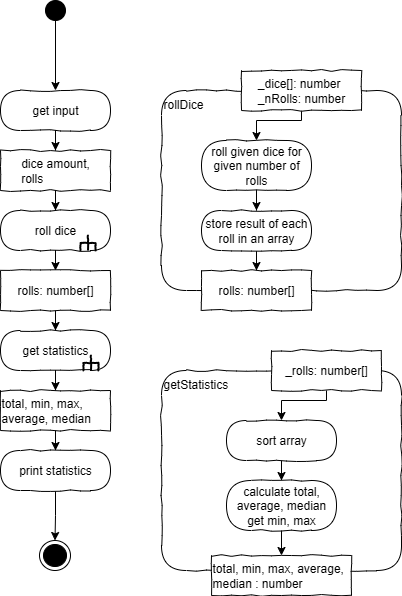 get input
dice amount,
rolls
roll dice
rolls: number[]
get statistics
total, min, max,
average, median
print statistics
rollDice
_dice[]: number
_nRolls: number
roll given dice for
given number of
rolls
store result of each
roll in an array
rolls: number[]
getStatistics
_rolls: number[]
sort array
calculate total,
average, median
get min, max
total, min, max, average,
median : number